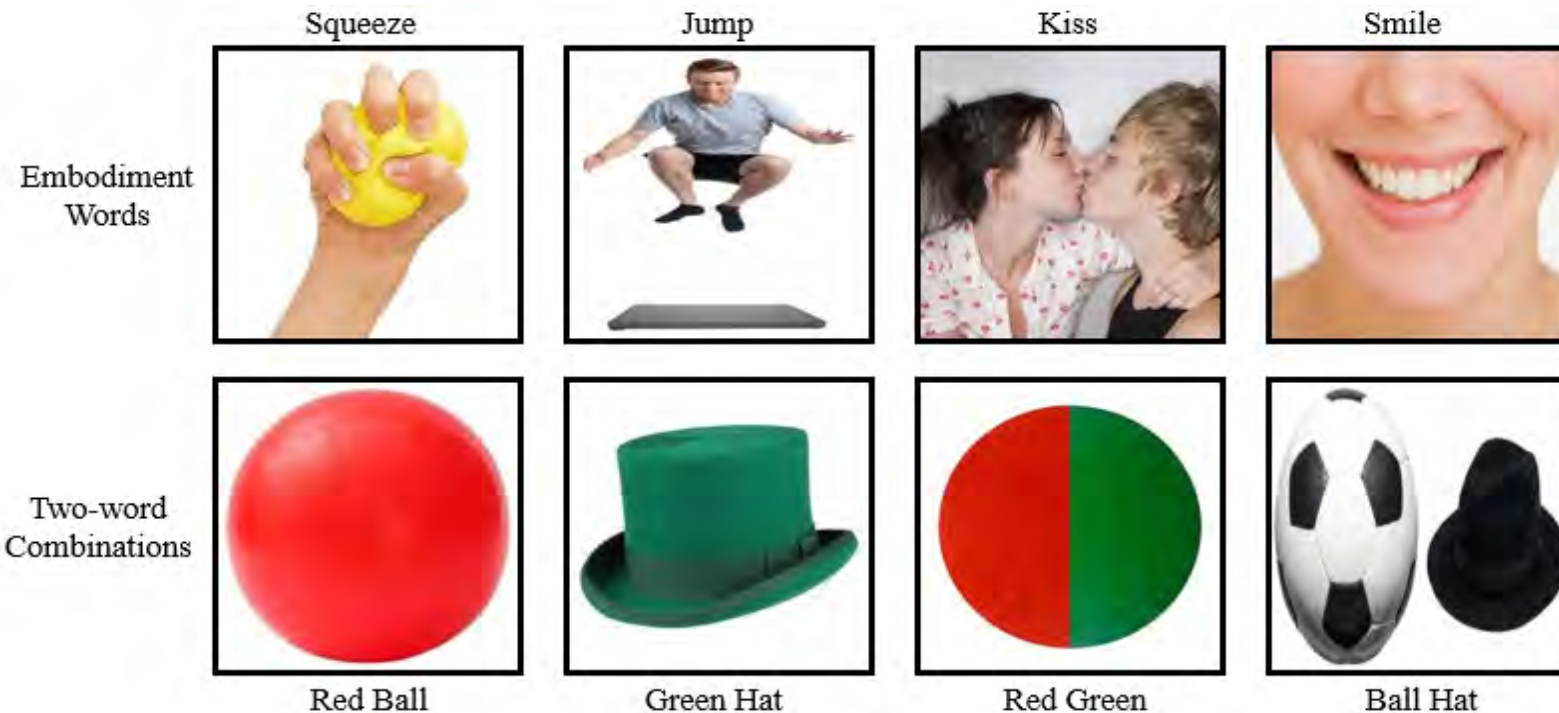 Squeeze
Jump
Kiss
Smile
Embodiment
Words
Two-word
Combinations
Red Ball
Green Hat
Red Green
Ball Hat